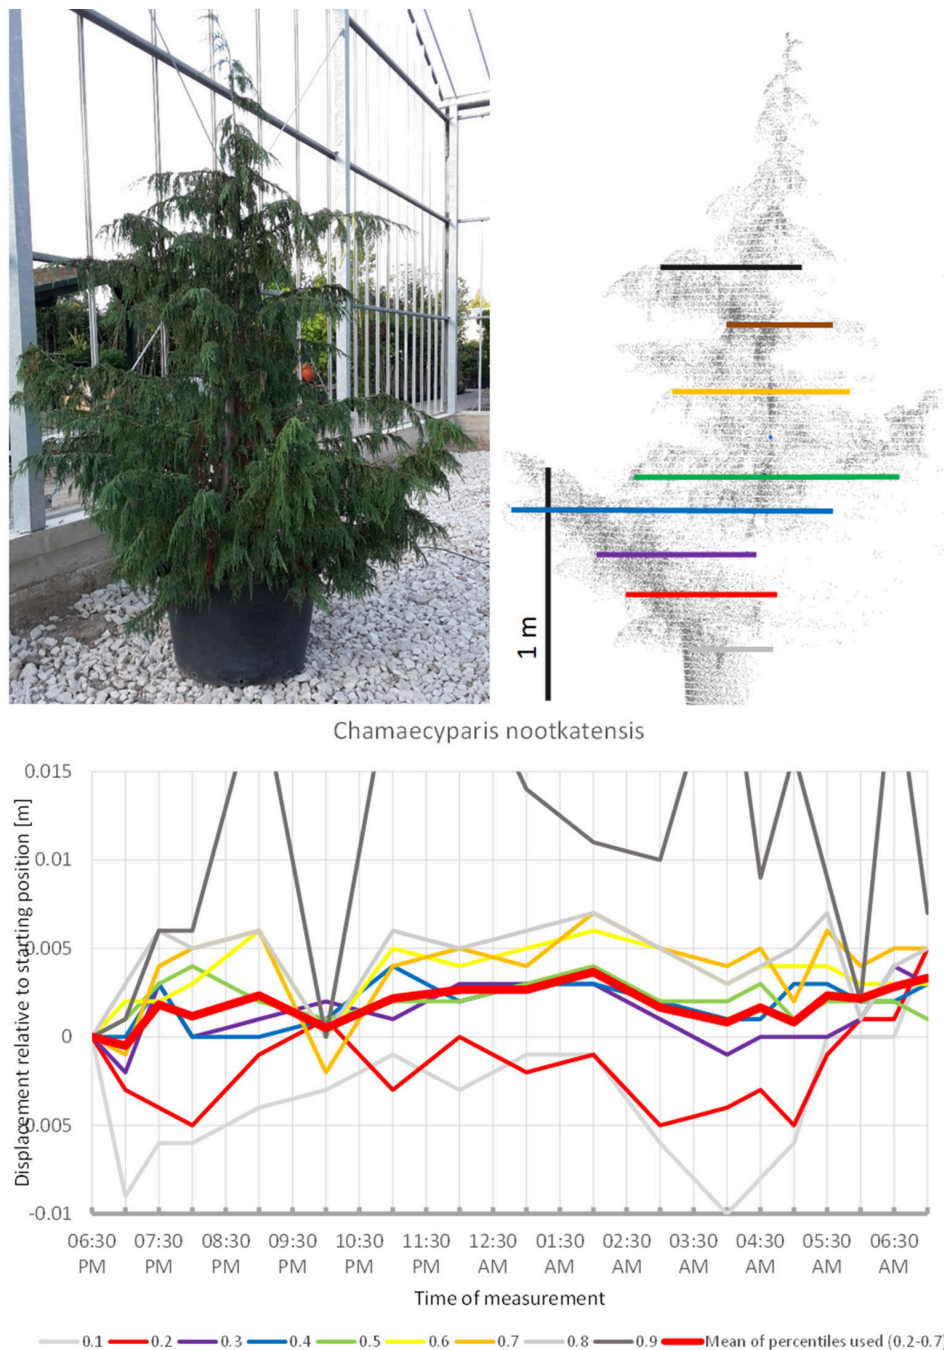 1 m
Chamaecyparis nootkatensis
Displacement relative to starting position [m]
0.015
0.01
0.005
0
-0.005
-0.01
06:30 PM 07:30 PM 08:30 PM 09:30 PM 10:30 PM 11:30 PM 12:30 AM 01:30 AM 02:30 AM 03:30 AM 04:30 AM 05:30 AM 06:30 AM
Time of measurement
0.1 0.2 0.3 0.4 0.5 0.6 0.7 0.8 0.9 Mean of percentiles used (0.2-0.7)